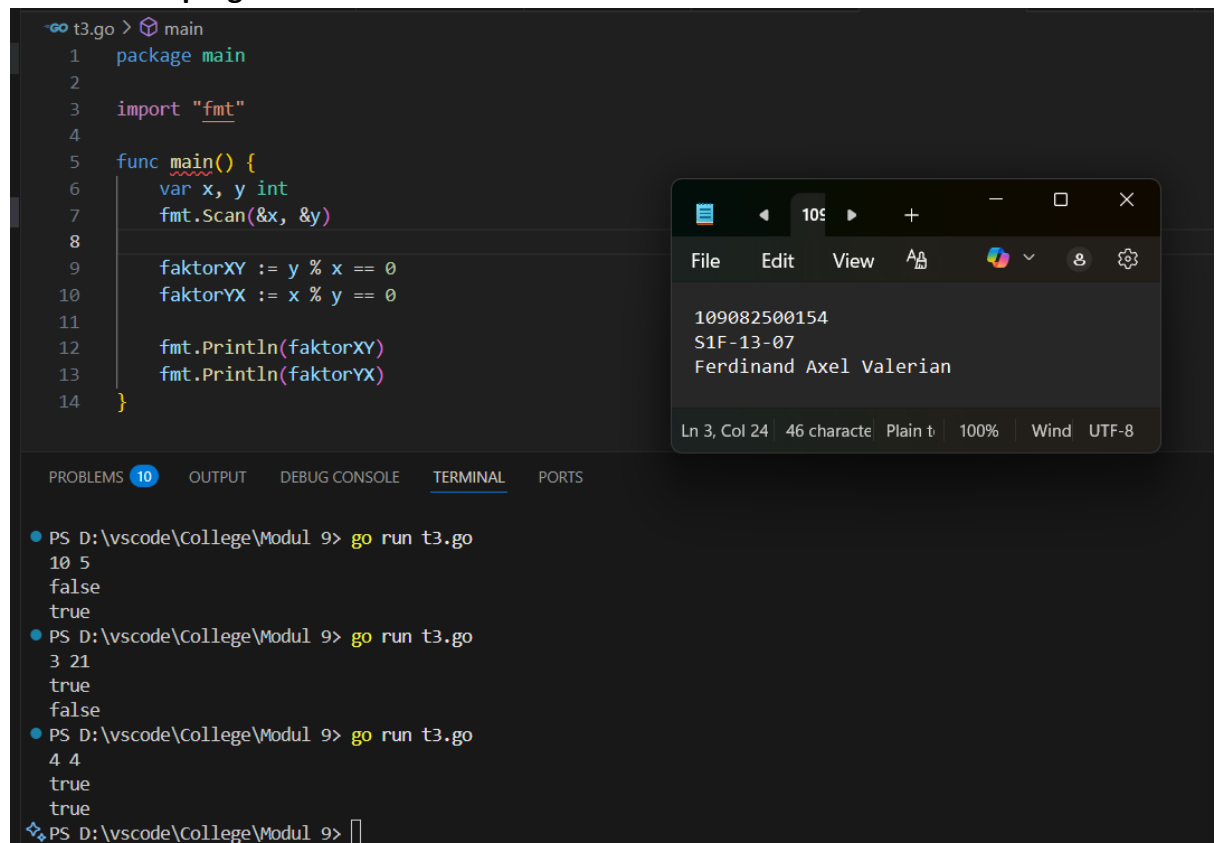 GO t3.go > main
1 package main
2
3 import "fmt"
4
5 func main() {
6 var x, y int
7 fmt.Scan(&x, &y)
8
9 faktorXY := y % x == 0
10 faktorYX := x % y == 0
11
12 fmt.Println(faktorXY)
13 fmt.Println(faktorYX)
14 }
109
File Edit View
109082500154
S1F-13-07
Ferdinand Axel Valerian
Ln 3, Col 24 46 characte Plain t 100% Wind UTF-8
PROBLEMS 10 OUTPUT DEBUG CONSOLE TERMINAL PORTS
PS D:\vscode\College\Modul 9> go run t3.go
10 5
false
true
PS D:\vscode\College\Modul 9> go run t3.go
3 21
true
false
PS D:\vscode\College\Modul 9> go run t3.go
4 4
true
true
PS D:\vscode\College\Modul 9>